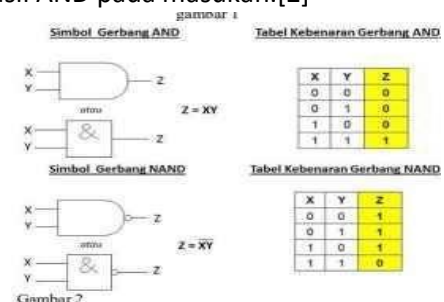 AND pada masukan.[2]
gambar 1
Simbol Gerbang AND
Tabel Kebenaran Gerbang AND
X
Y
Z
atau
Z = XY
X
&
Y
Z
X Y Z
0 0 0
0 1 0
1 0 0
1 1 1
Simbol Gerbang NAND
Tabel Kebenaran Gerbang NAND
X
Y
Z
atau
Z = X̅Y̅
X
&
Y
Z
X Y Z
0 0 1
0 1 1
1 0 1
1 1 0
Gambar 2